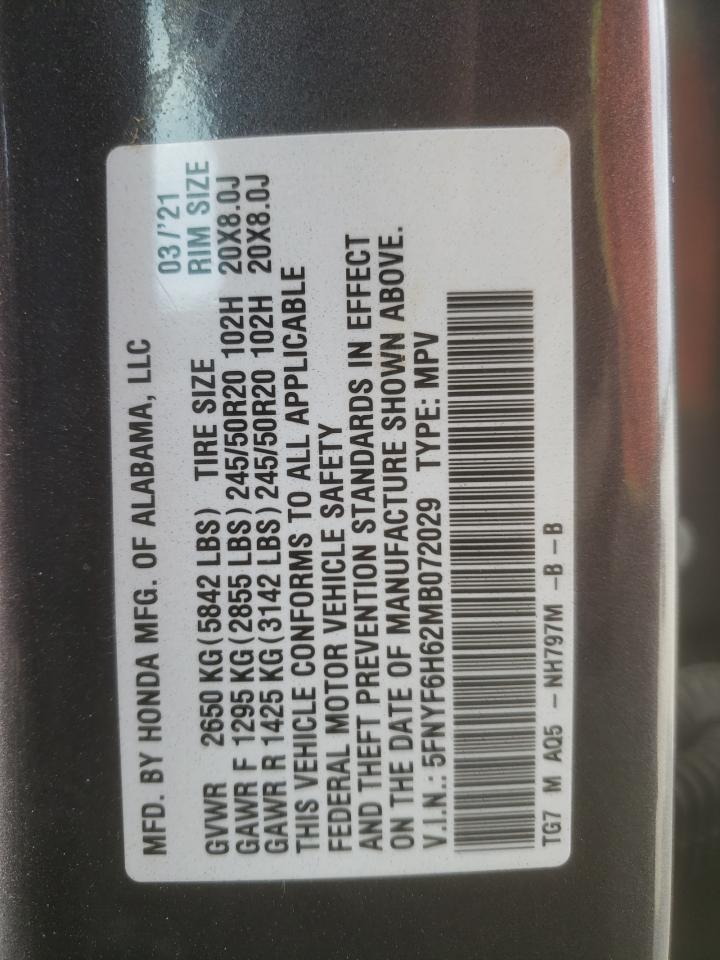 MFD. BY HONDA MFG. OF ALABAMA, LLC 03/'21
GVWR 2650 KG(5842 LBS) TIRE SIZE RIM SIZE
GAWR F 1295 KG(2855 LBS) 245/50R20 102H 20X8.0J
GAWR R 1425 KG(3142 LBS) 245/50R20 102H 20X8.0J
THIS VEHICLE CONFORMS TO ALL APPLICABLE
FEDERAL MOTOR VEHICLE SAFETY
AND THEFT PREVENTION STANDARDS IN EFFECT
ON THE DATE OF MANUFACTURE SHOWN ABOVE.
V.I.N.: 5FNYF6H62MB072029 TYPE: MPV
TG7 M AQ5 - NH797M -B -B